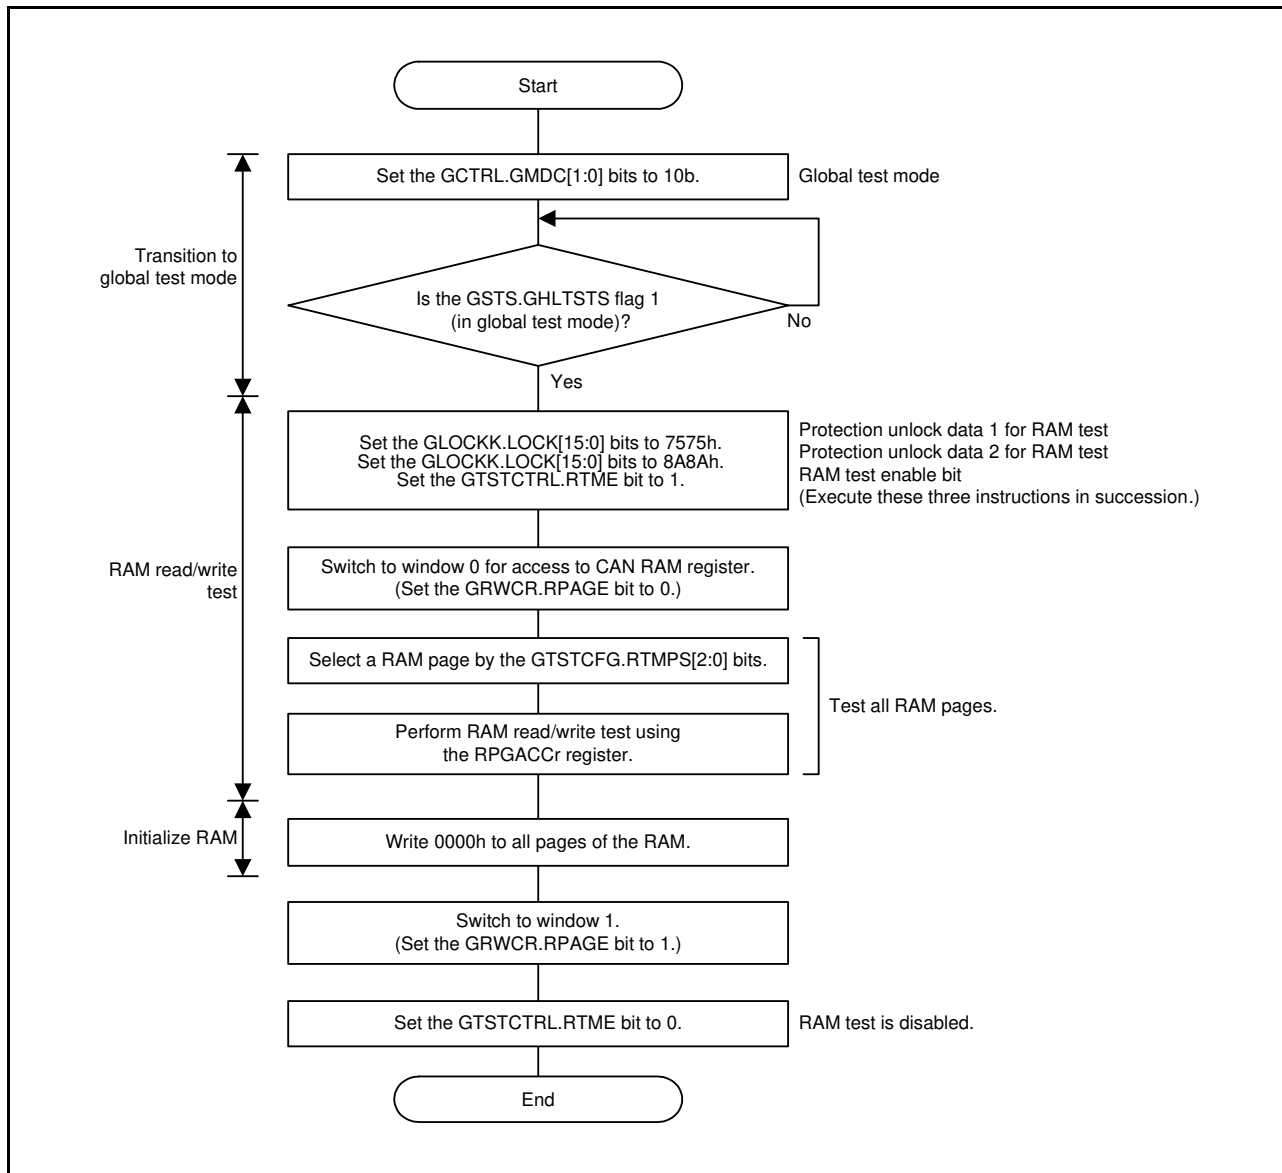 Start
Set the GCTRL.GMDC[1:0] bits to 10b.
Global test mode
Transition to
global test mode
Is the GSTS.GHLTSTS flag 1
(in global test mode)?
No
Yes
Set the GLOCKK.LOCK[15:0] bits to 7575h.
Set the GLOCKK.LOCK[15:0] bits to 8A8Ah.
Set the GTSTCTRL.RTME bit to 1.
Protection unlock data 1 for RAM test
Protection unlock data 2 for RAM test
RAM test enable bit
(Execute these three instructions in succession.)
RAM read/write
test
Switch to window 0 for access to CAN RAM register.
(Set the GRWCR.RPAGE bit to 0.)
Select a RAM page by the GTSTCFG.RTMPS[2:0] bits.
Test all RAM pages.
Perform RAM read/write test using
the RPGACCr register.
Initialize RAM
Write 0000h to all pages of the RAM.
Switch to window 1.
(Set the GRWCR.RPAGE bit to 1.)
Set the GTSTCTRL.RTME bit to 0.
RAM test is disabled.
End